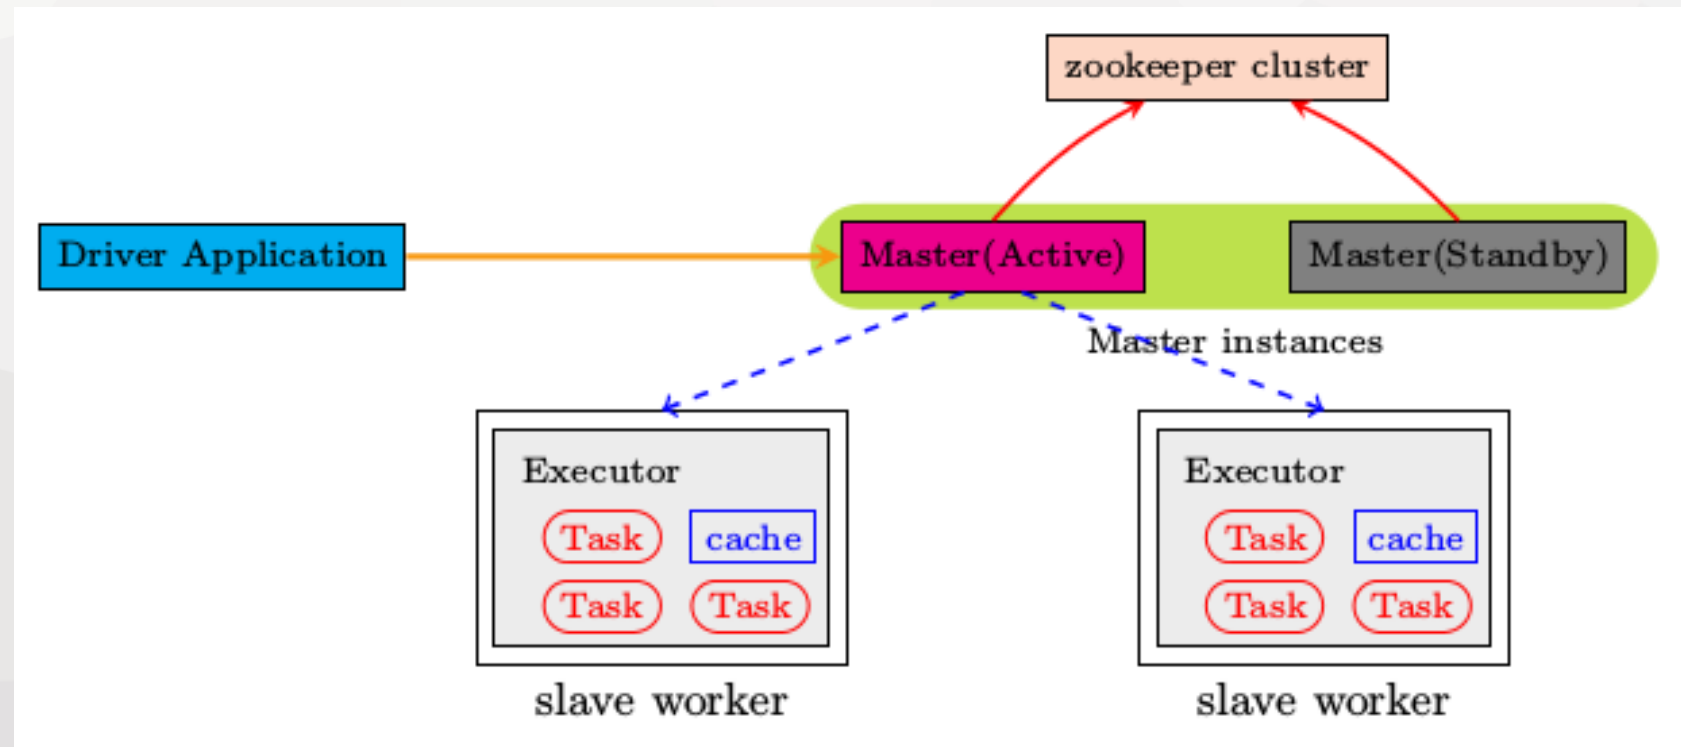 zookeeper cluster
Driver Application
Master(Active)
Master(Standby)
Master instances
Executor
Task
cache
Task
Task
slave worker
Executor
Task
cache
Task
Task
slave worker